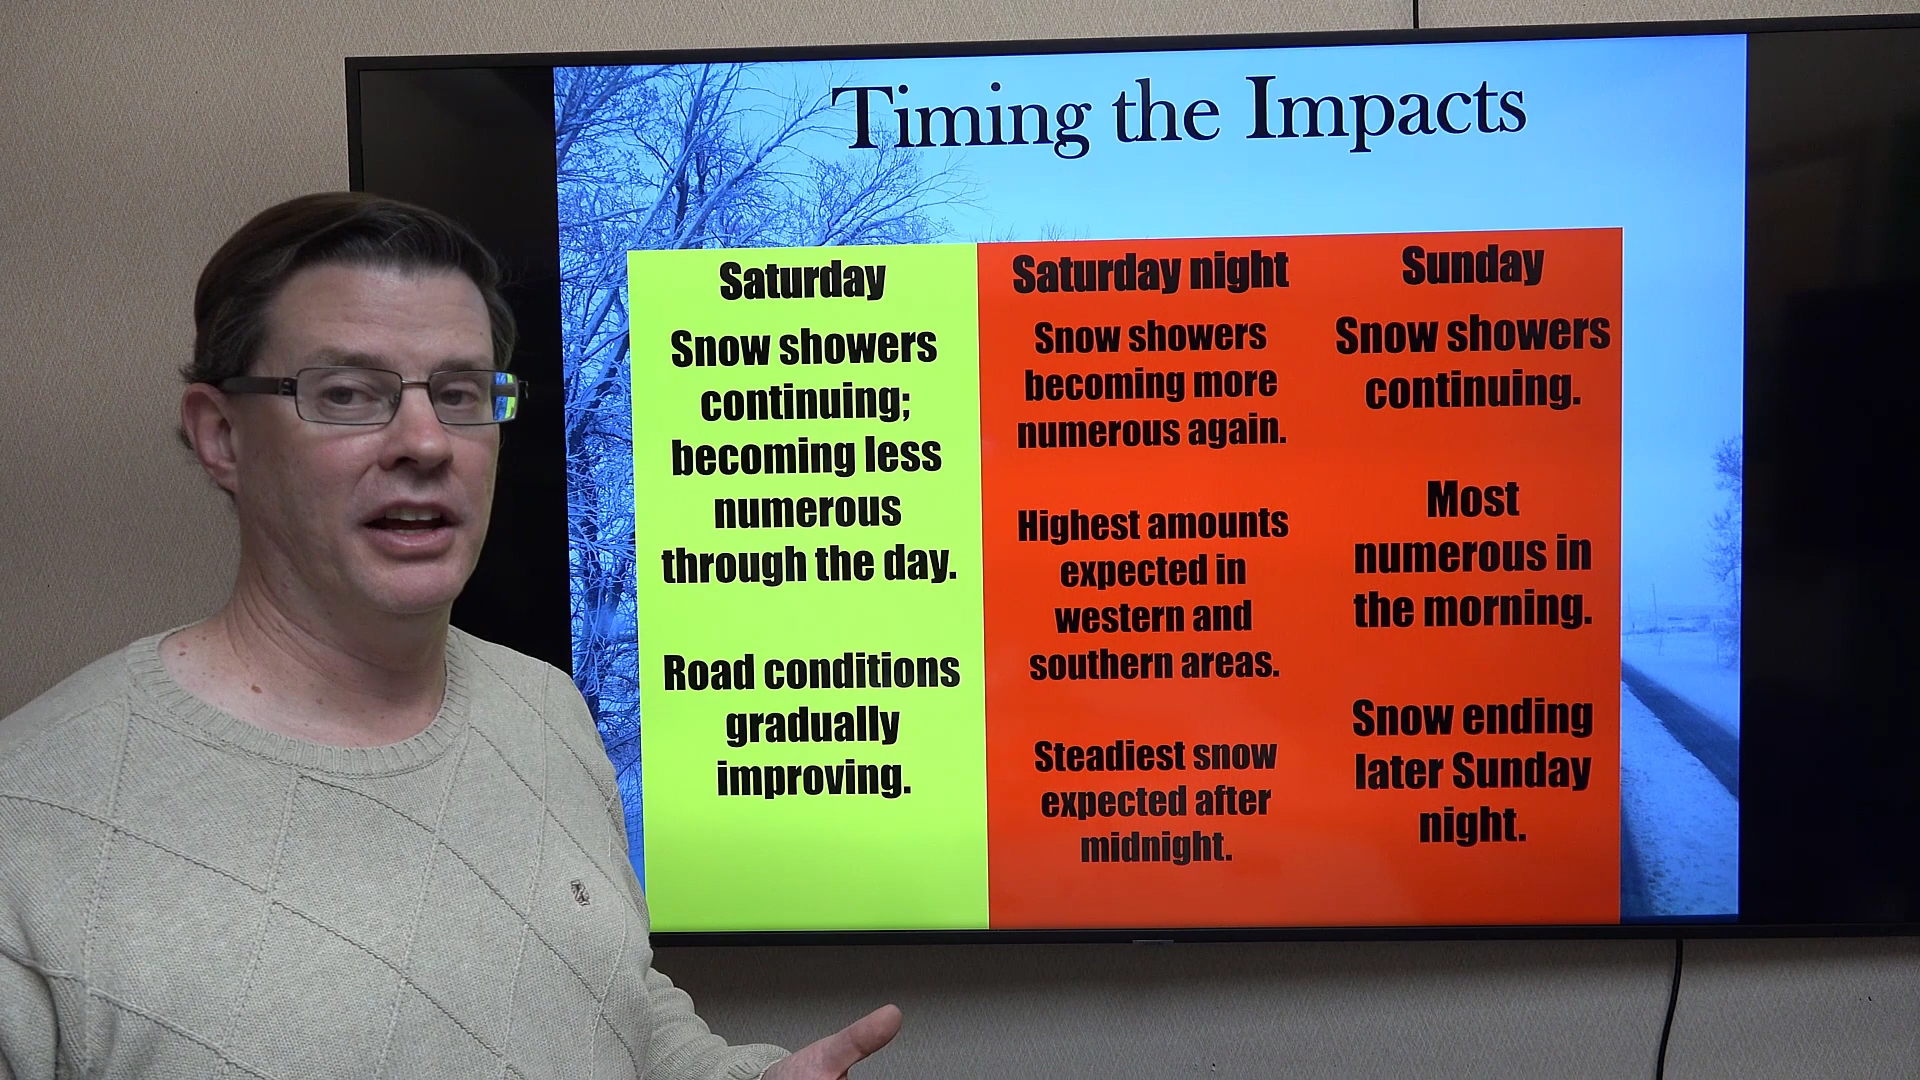 Timing the Impacts
Saturday
Snow showers
continuing;
becoming less
numerous
through the day.
Road conditions
gradually
improving.
Saturday night
Snow showers
becoming more
numerous again.
Highest amounts
expected in
western and
southern areas.
Steadiest snow
expected after
midnight.
Sunday
Snow showers
continuing.
Most
numerous in
the morning.
Snow ending
later Sunday
night.